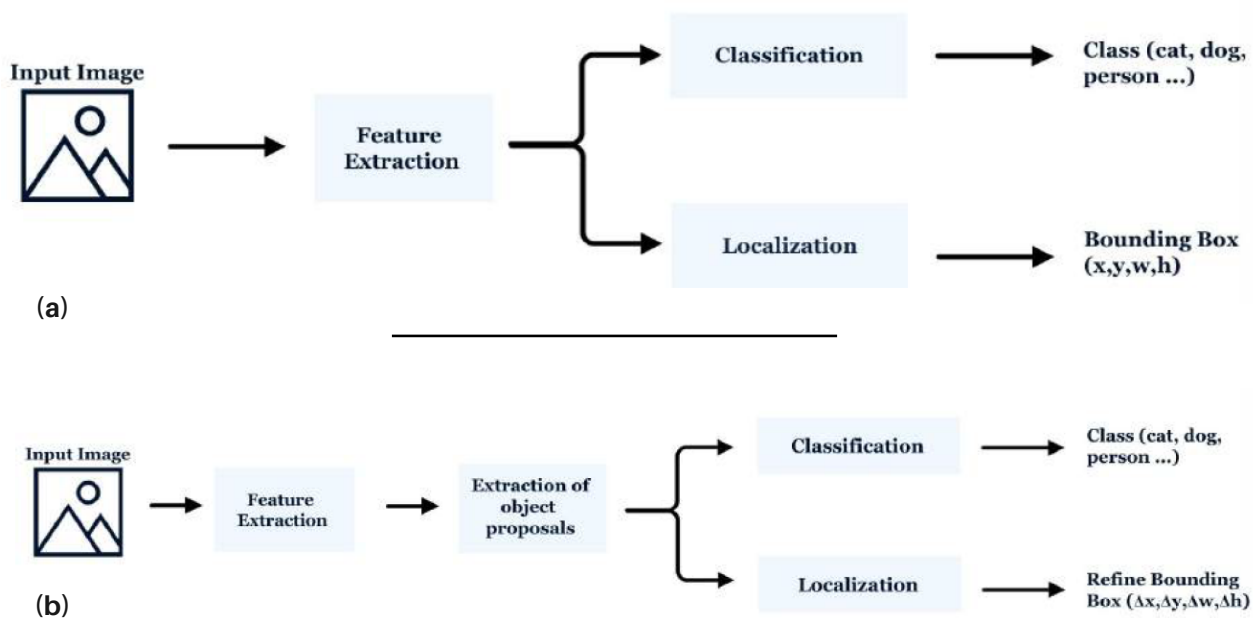 Input Image
Feature
Extraction
Classification
Class (cat, dog,
person ...)
Localization
Bounding Box
(x,y,w,h)
(a)
Input Image
Feature
Extraction
Extraction of
object
proposals
Classification
Class (cat, dog,
person ...)
Localization
Refine Bounding
Box (Δx,Δy,Δw,Δh)
(b)